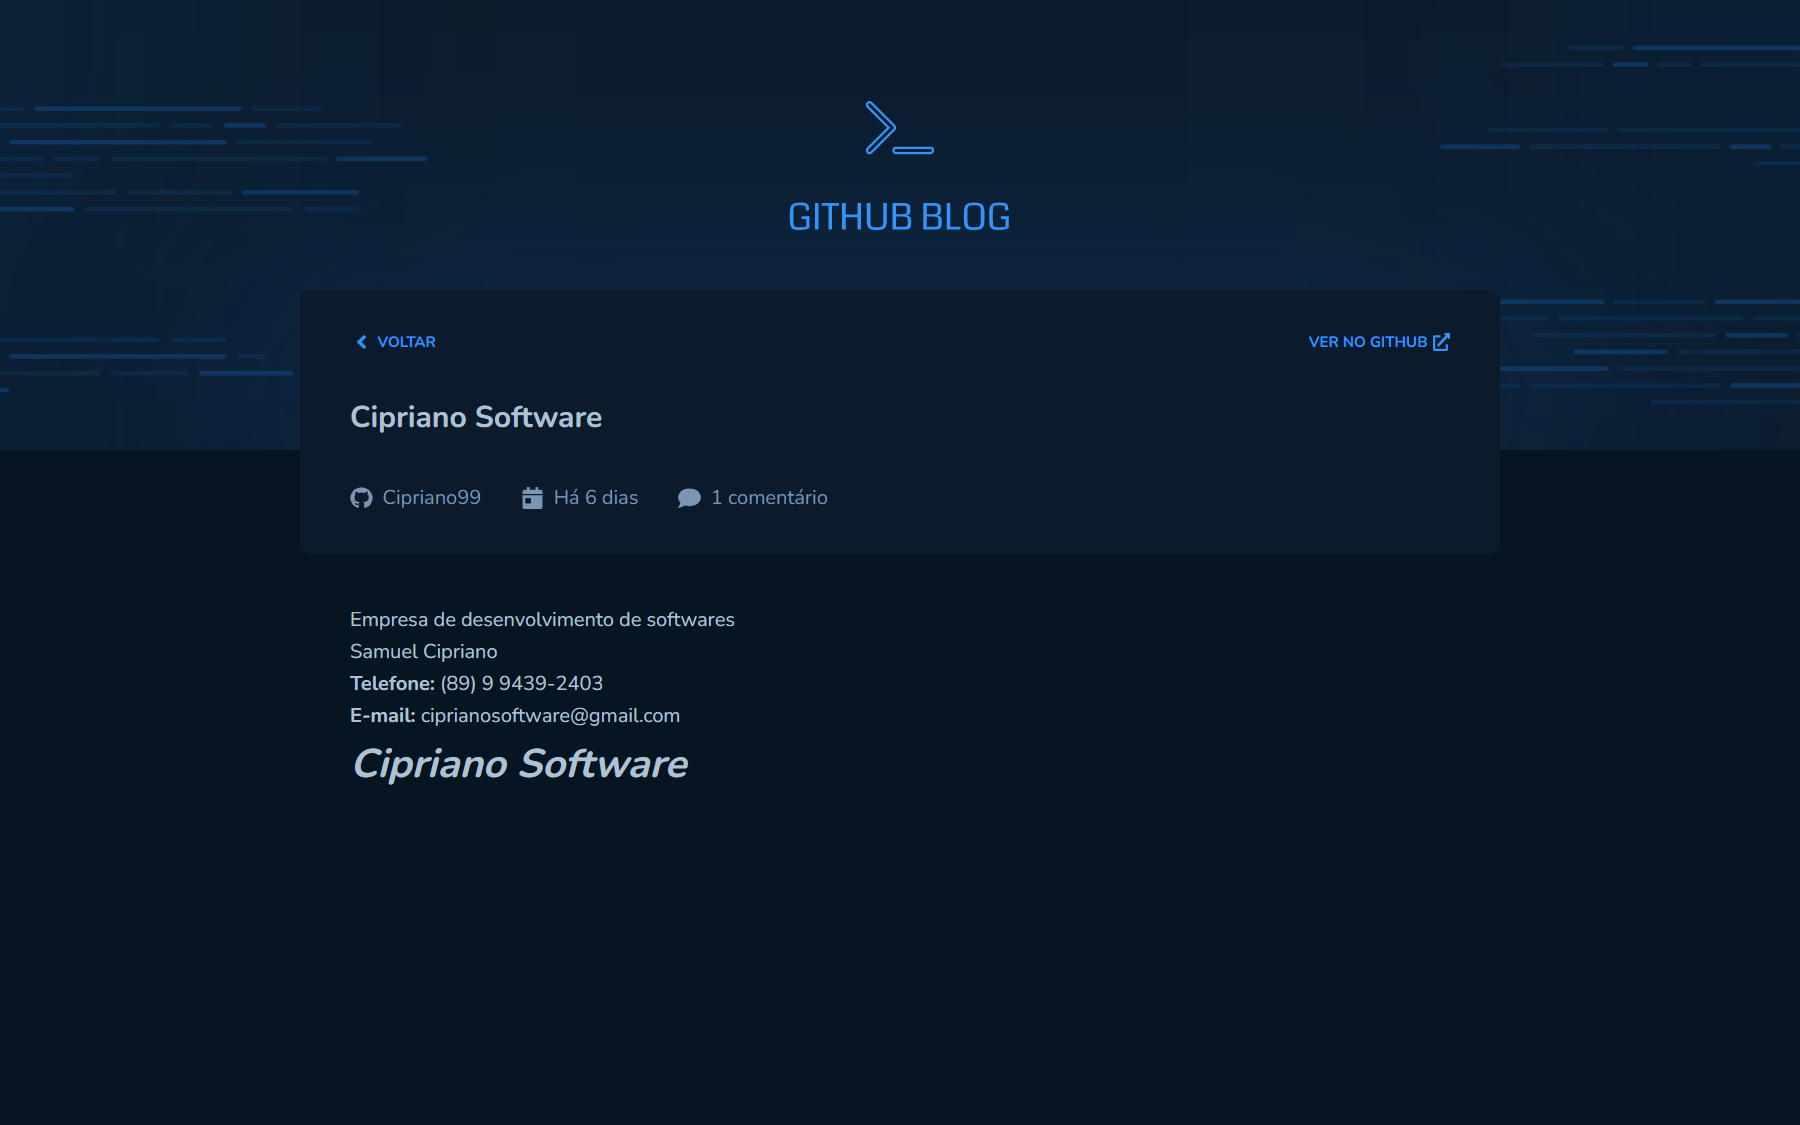 GITHUB BLOG
VOLTAR
VER NO GITHUB
Cipriano Software
Cipriano99
Há 6 dias
1 comentário
Empresa de desenvolvimento de softwares
Samuel Cipriano
Telefone: (89) 9 9439-2403
E-mail: ciprianosoftware@gmail.com
Cipriano Software